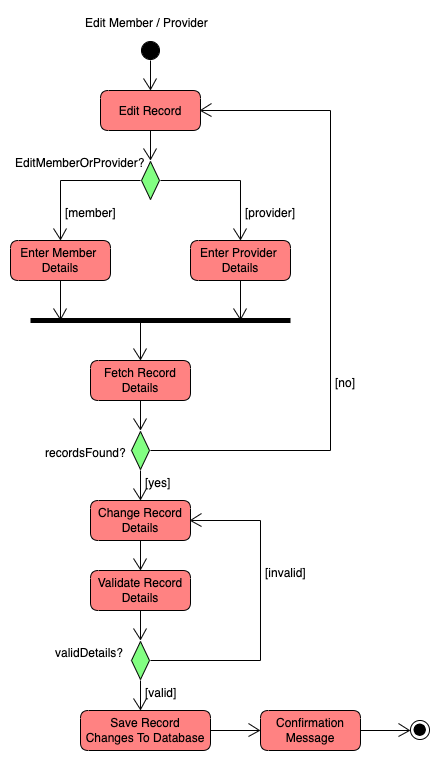 Edit Member / Provider
Edit Record
EditMemberOrProvider?
[member]
[provider]
Enter Member
Details
Enter Provider
Details
Fetch Record
Details
[no]
recordsFound?
[yes]
Change Record
Details
[invalid]
Validate Record
Details
validDetails?
[valid]
Save Record
Changes To Database
Confirmation
Message